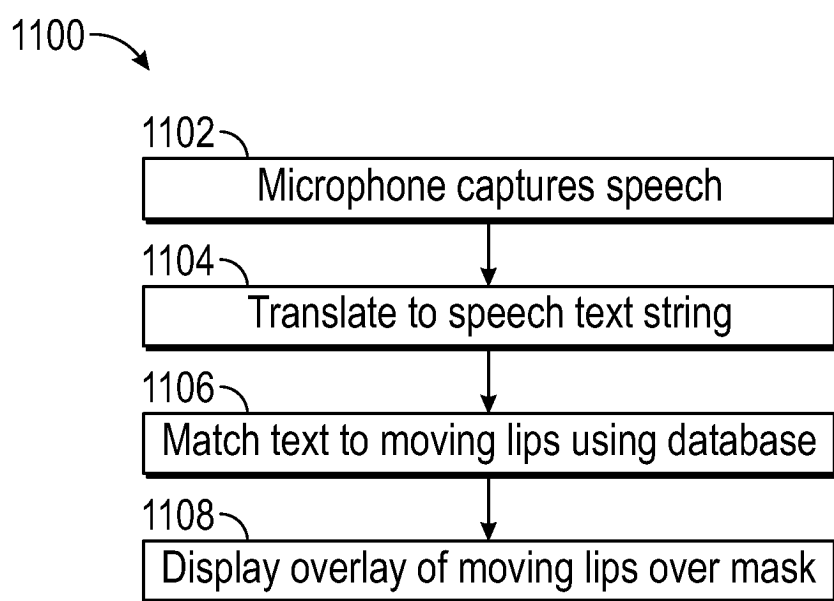 1100
1102
Microphone captures speech
1104
Translate to speech text string
1106
Match text to moving lips using database
1108
Display overlay of moving lips over mask